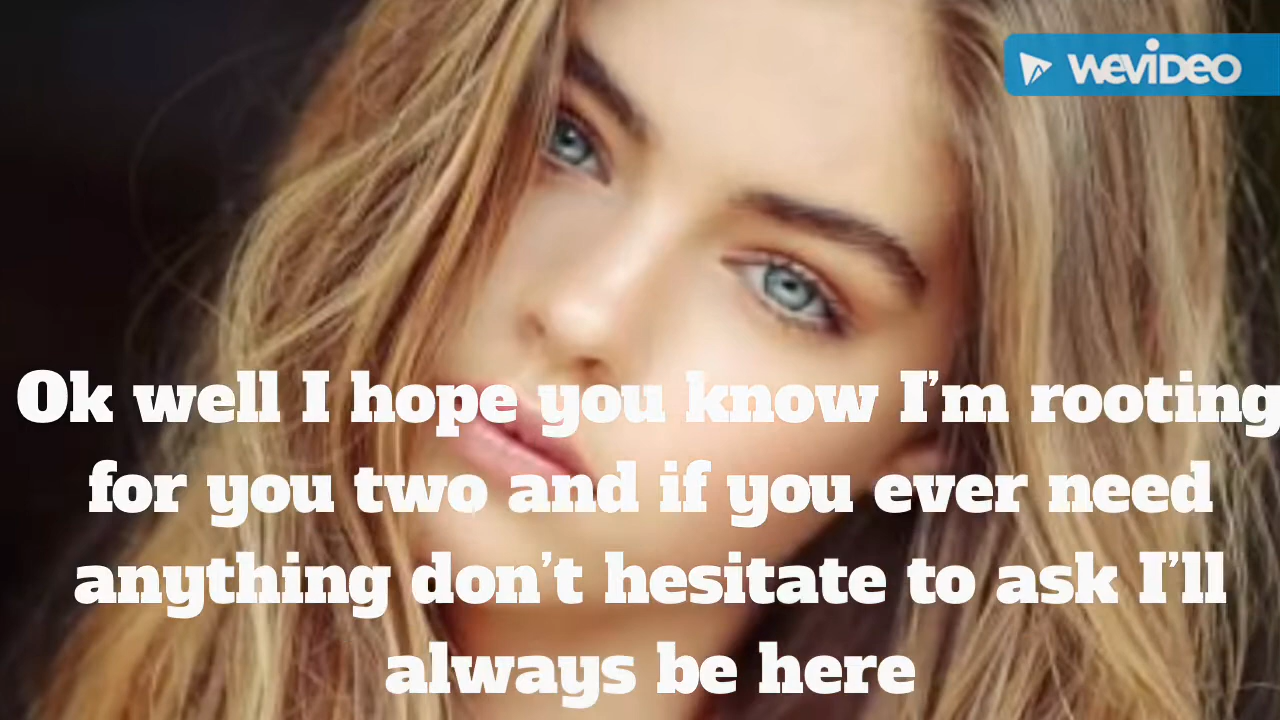 WEVIDEO
Ok well I hope you know I'm rooting
for you two and if you ever need
anything don't hesitate to ask I'll
always be here